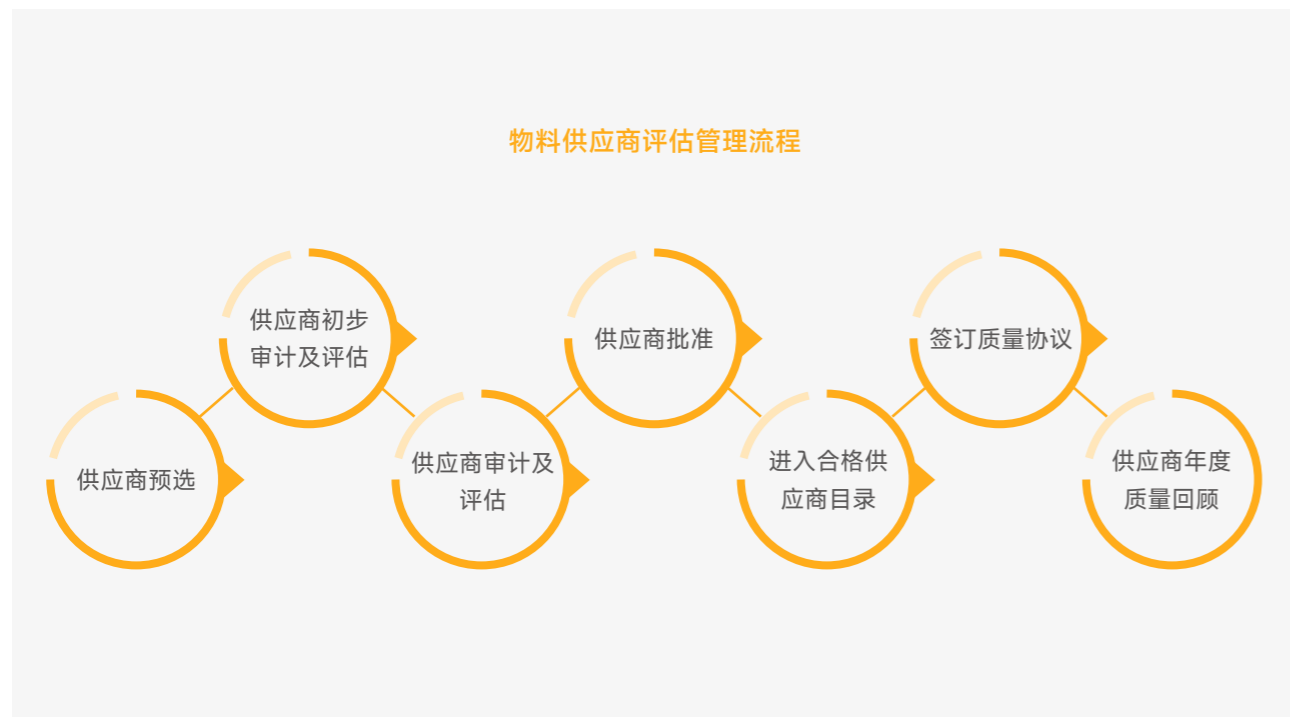 物料供应商评估管理流程
供应商预选
供应商初步
审计及评估
供应商审计及
评估
供应商批准
进入合格供
应商目录
签订质量协议
供应商年度
质量回顾